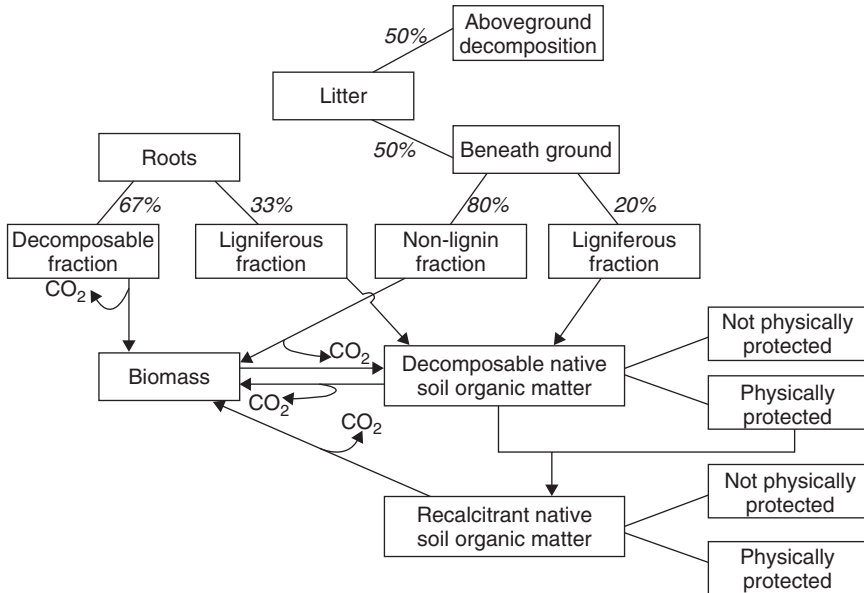 Aboveground
decomposition
50%
Litter
50%
Beneath ground
Roots
67%
33%
80%
20%
Decomposable
fraction
Ligniferous
fraction
Non-lignin
fraction
Ligniferous
fraction
CO2
Biomass
CO2
CO2
Decomposable native
soil organic matter
Not physically
protected
Physically
protected
CO2
Recalcitrant native
soil organic matter
Not physically
protected
Physically
protected